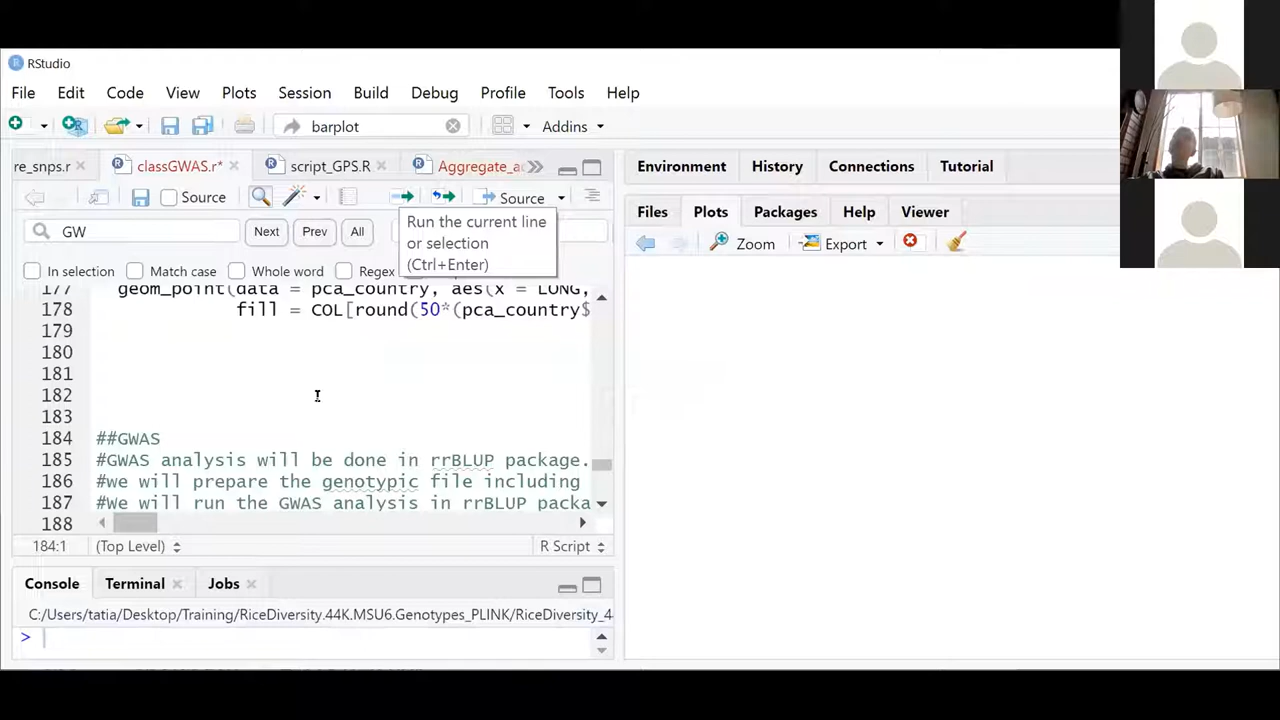 RStudio
File Edit Code View Plots Session Build Debug Profile Tools Help
barplot Addins
re_snps.r classGWAS.r* script_GPS.R Aggregate_ac
Source Source
GW Next Prev All
Run the current line
or selection
(Ctrl+Enter)
In selection Match case Whole word Regex
177 geom_point(data = pca_country, aes(x = LONG,
178 fill = COL[round(50*(pca_country$
179
180
181
182
183
184 ##GWAS
185 #GWAS analysis will be done in rrBLUP package.
186 #we will prepare the genotypic file including
187 #We will run the GWAS analysis in rrBLUP packa
188
184:1 (Top Level) R Script
Console Terminal Jobs
C:/Users/tatia/Desktop/Training/RiceDiversity.44K.MSU6.Genotypes_PLINK/RiceDiversity_4
>
Environment History Connections Tutorial
Files Plots Packages Help Viewer
Zoom Export